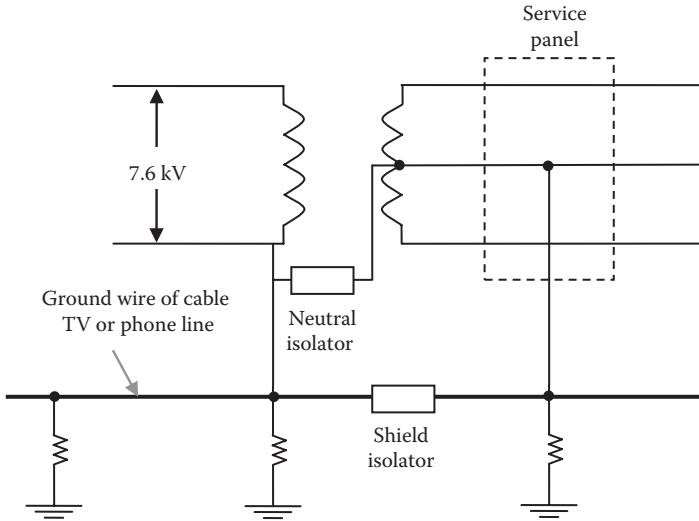 Service
panel
7.6 kV
Ground wire of cable
TV or phone line
Neutral
isolator
Shield
isolator